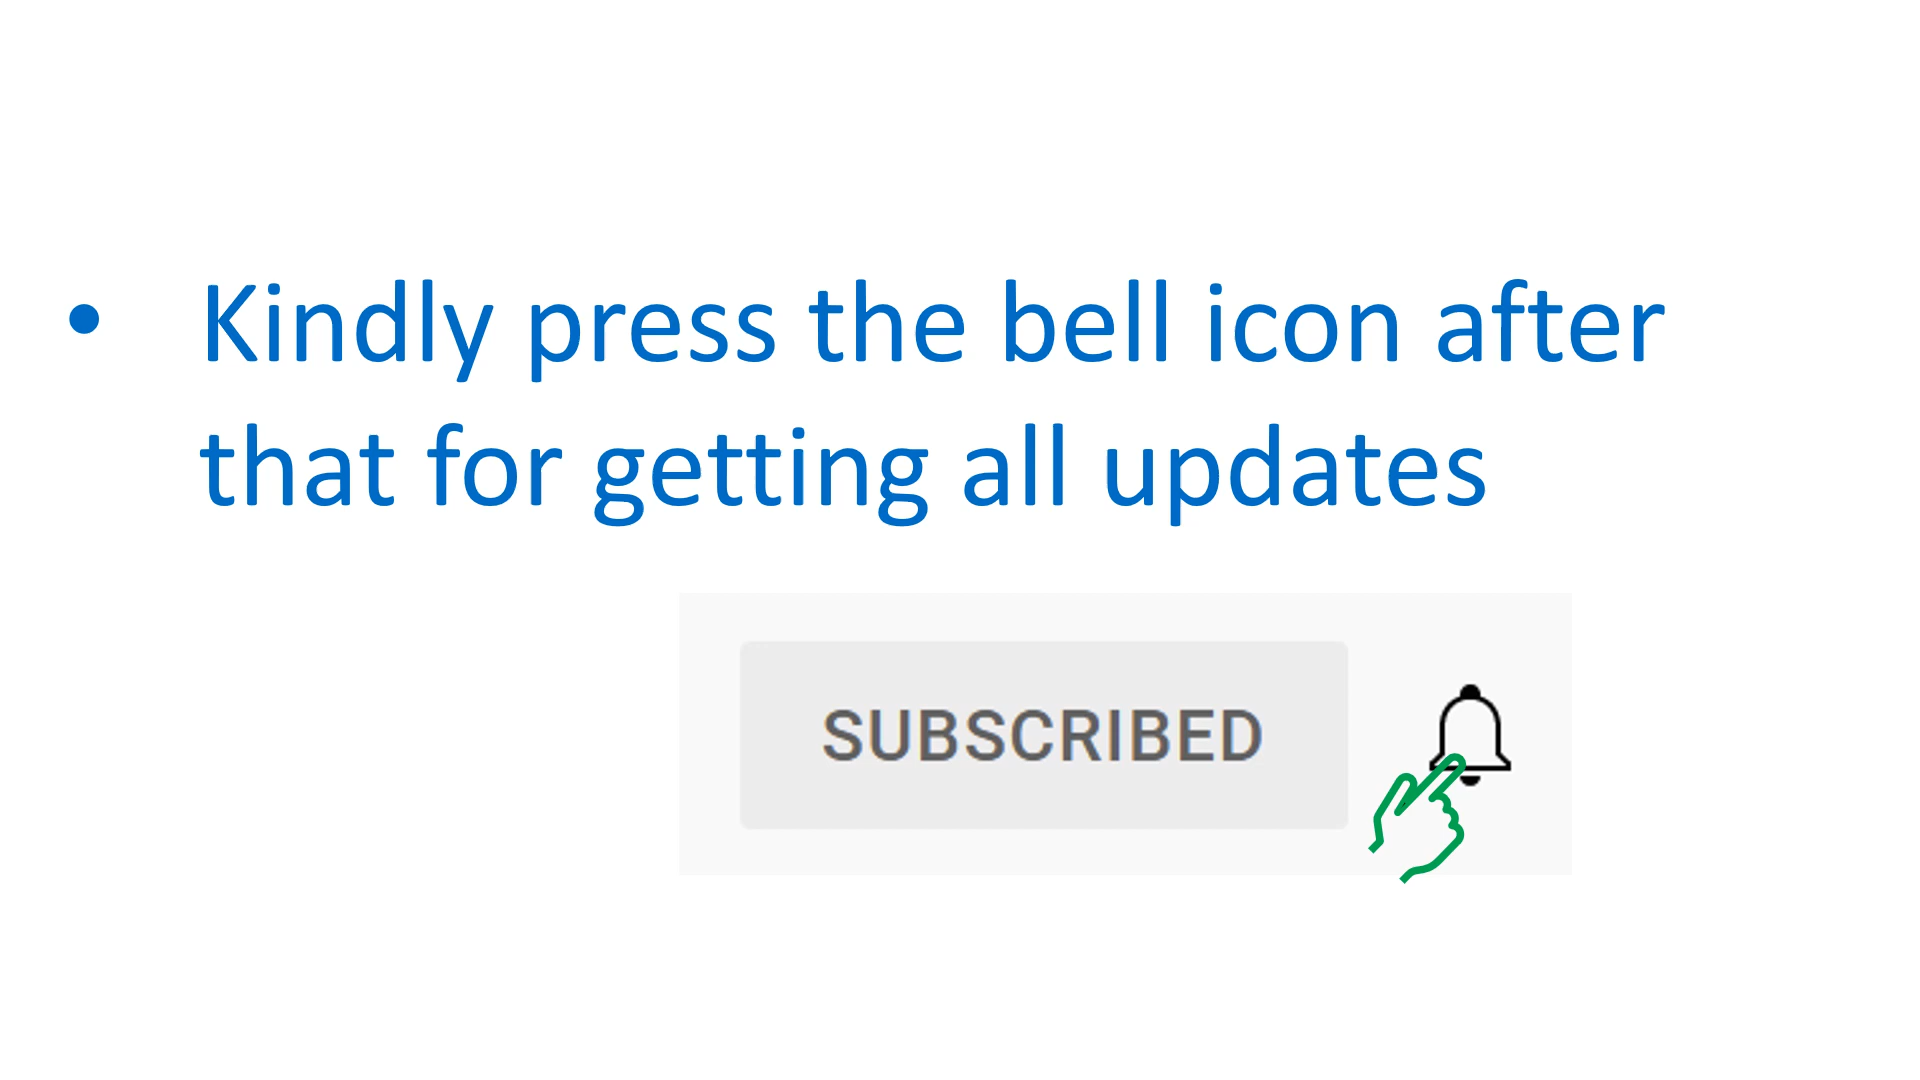 • Kindly press the bell icon after
that for getting all updates
SUBSCRIBED